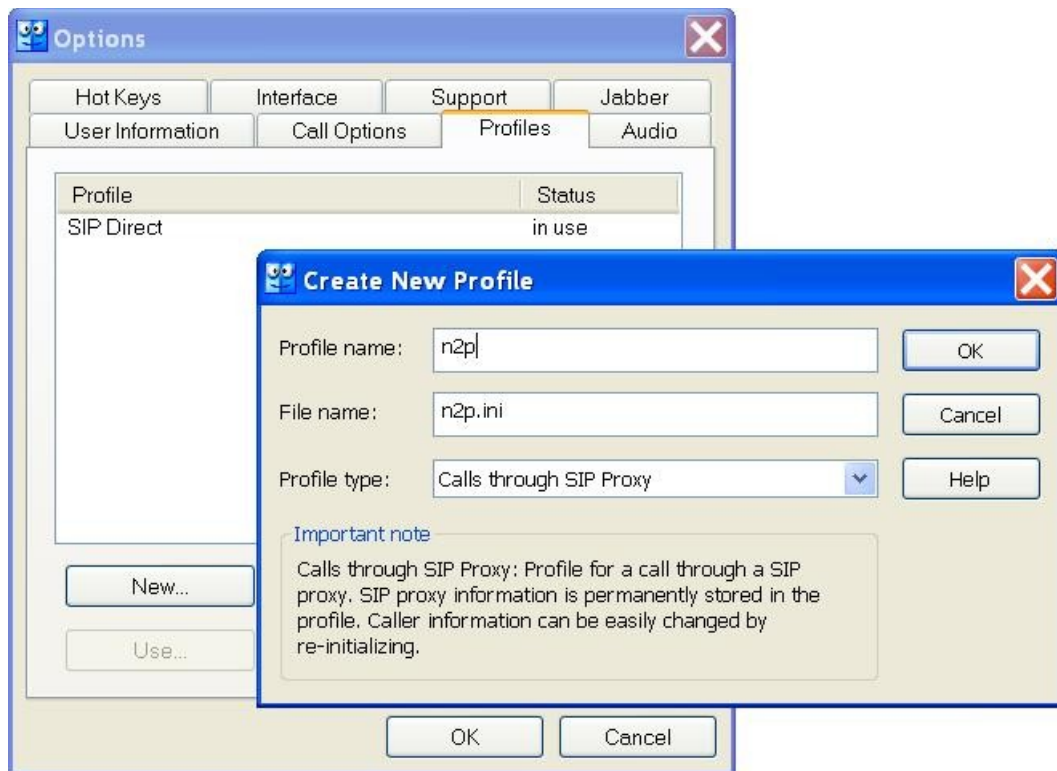 Options
Hot Keys Interface Support Jabber
User Information Call Options Profiles Audio
Profile Status
SIP Direct in use
Create New Profile
Profile name: n2p OK
File name: n2p.ini Cancel
Profile type: Calls through SIP Proxy Help
Important note
Calls through SIP Proxy: Profile for a call through a SIP
proxy. SIP proxy information is permanently stored in the
profile. Caller information can be easily changed by
re-initializing.
New...
Use...
OK Cancel